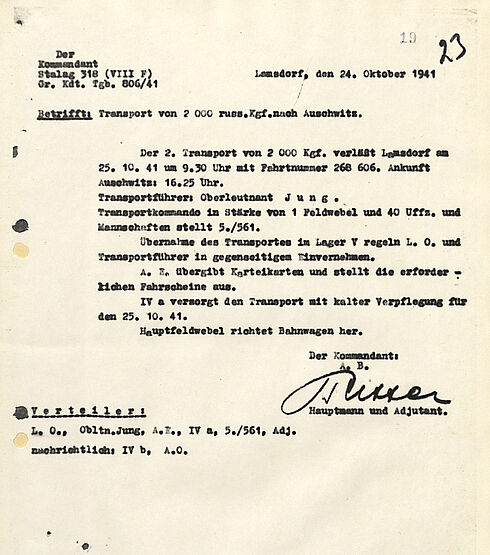 19
23
Der
Kommandant
Stalag 318 (VIII F)
Gr. Kdt. Tgb. 806/41
Lamsdorf, den 24. Oktober 1941
Betrifft: Transport von 2 000 russ.Kgf.nach Auschwitz.
Der 2. Transport von 2 000 Kgf. verläßt Lamsdorf am
25. 10. 41 um 9.30 Uhr mit Fahrtnummer 268 606. Ankunft
Auschwitz: 16.25 Uhr.
Transportführer: Oberleutnant J u n g .
Transportkommando in Stärke von 1 Feldwebel und 40 Uffz. und
Mannschaften stellt 5./561.
Übernahme des Transportes im Lager V regeln L. O. und
Transportführer in gegenseitigem Einvernehmen.
A. E. übergibt Karteikarten und stellt die erforder -
lichen Fahrscheine aus.
IV a versorgt den Transport mit kalter Verpflegung für
den 25. 10. 41.
Hauptfeldwebel richtet Bahnwagen her.
Der Kommandant:
A. B.
Hauptmann und Adjutant.
V e r t e i l e r :
L. O., Obltn.Jung, A.E., IV a, 5./561, Adj.
nachrichtlich: IV b, A.O.